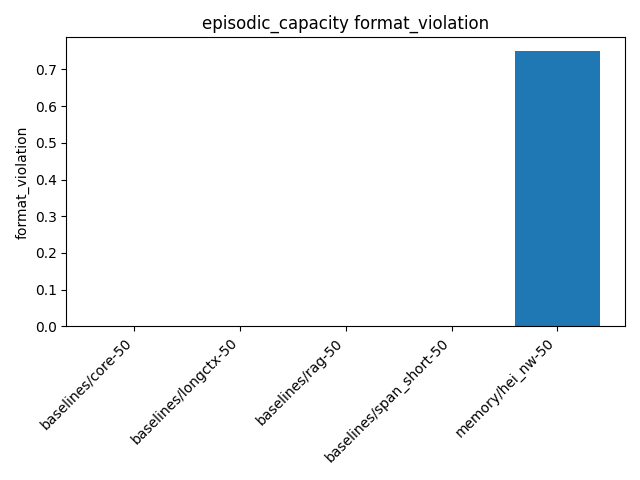 episodic_capacity format_violation
format_violation
0.7
0.6
0.5
0.4
0.3
0.2
0.1
0.0
baselines/core-50
baselines/longctx-50
baselines/rag-50
baselines/span_short-50
memory/hei_nw-50